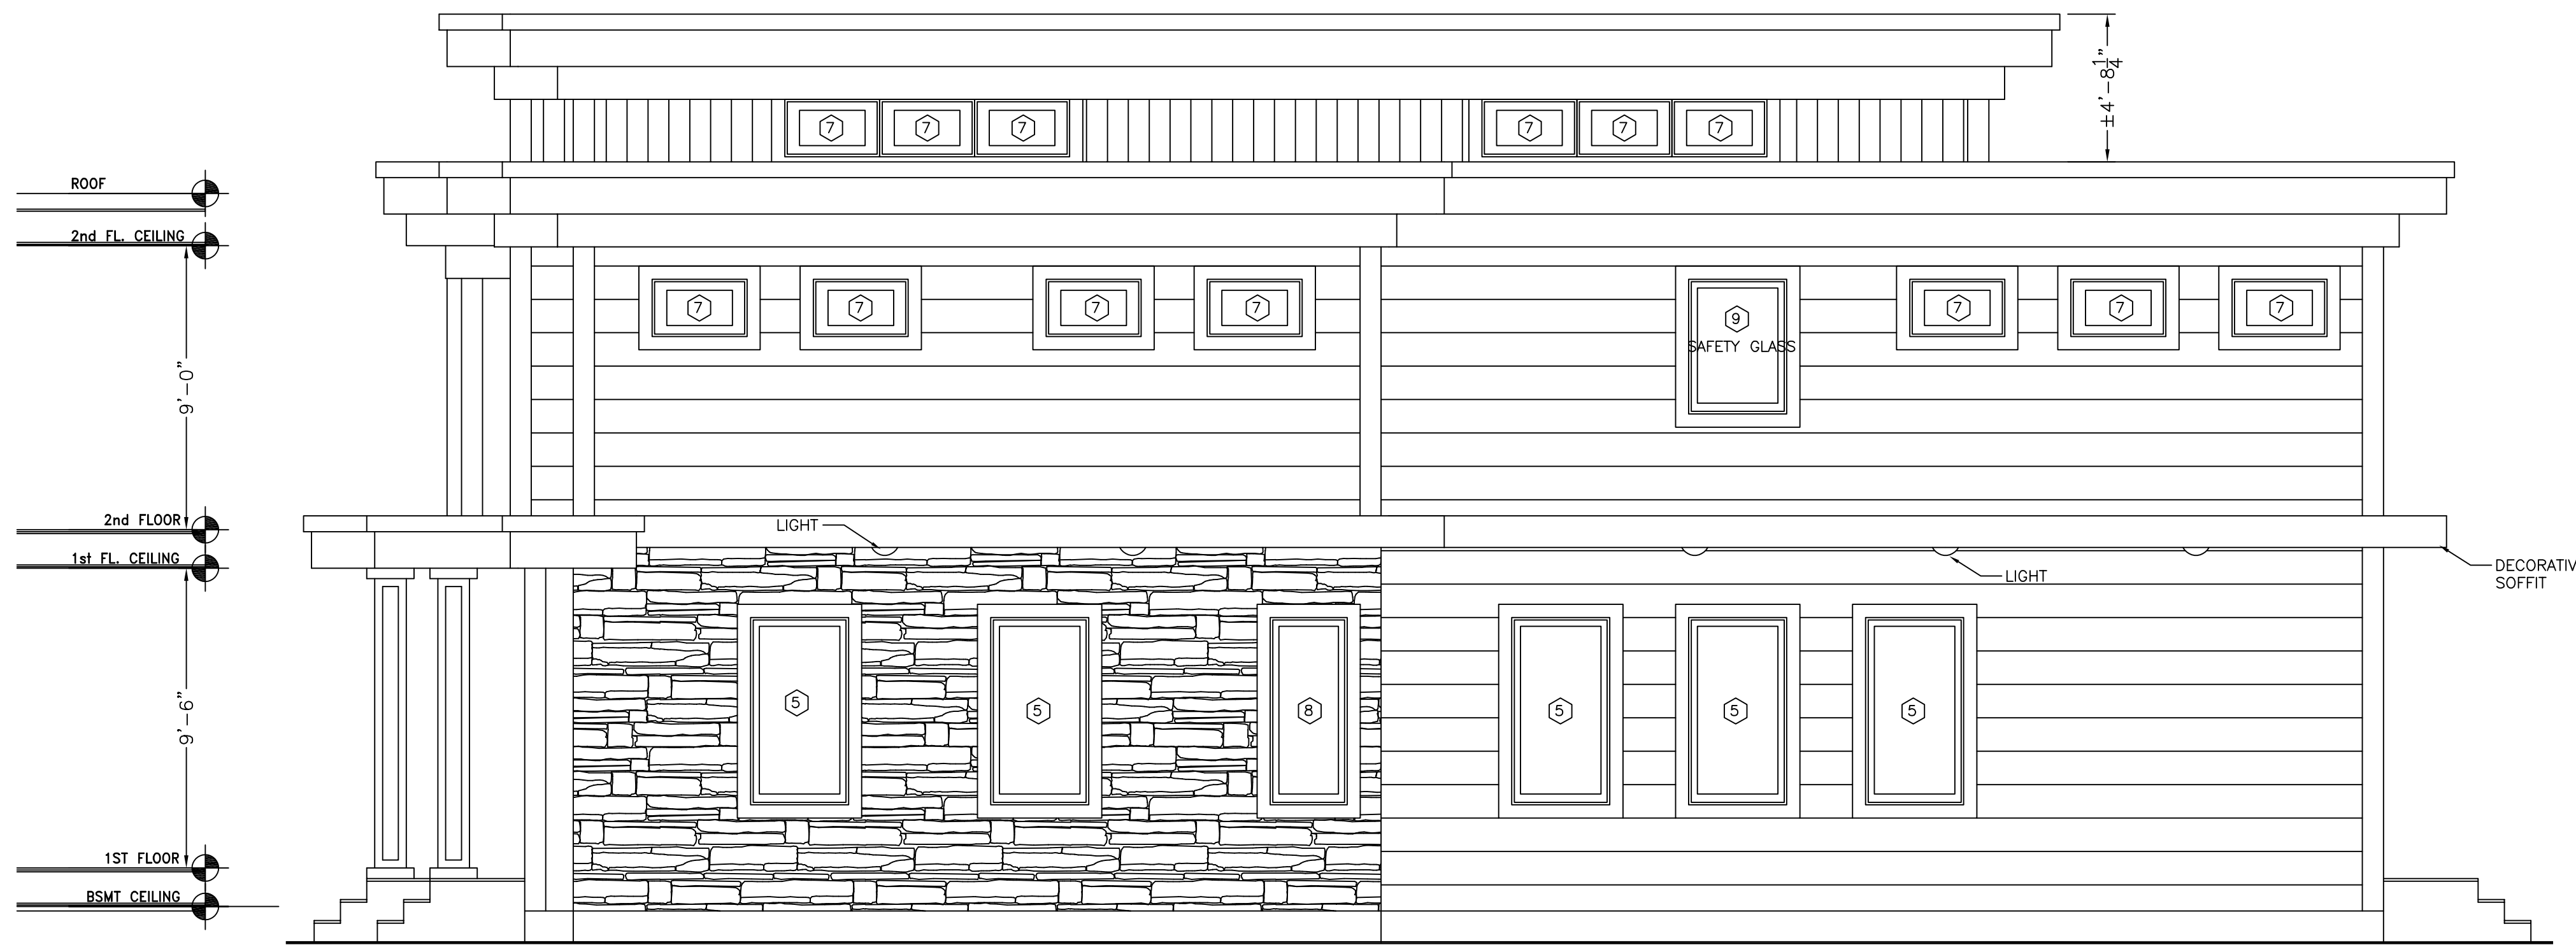 ±4'-8 1/4"
7 7 7 7 7 7
ROOF
2nd FL. CEILING
7 7 7 7 9 7 7 7
SAFETY GLASS
9'-0"
2nd FLOOR
LIGHT
1st FL. CEILING
LIGHT
DECORATIV
SOFFIT
9'-6"
5 5 8 5 5 5
1ST FLOOR
BSMT CEILING